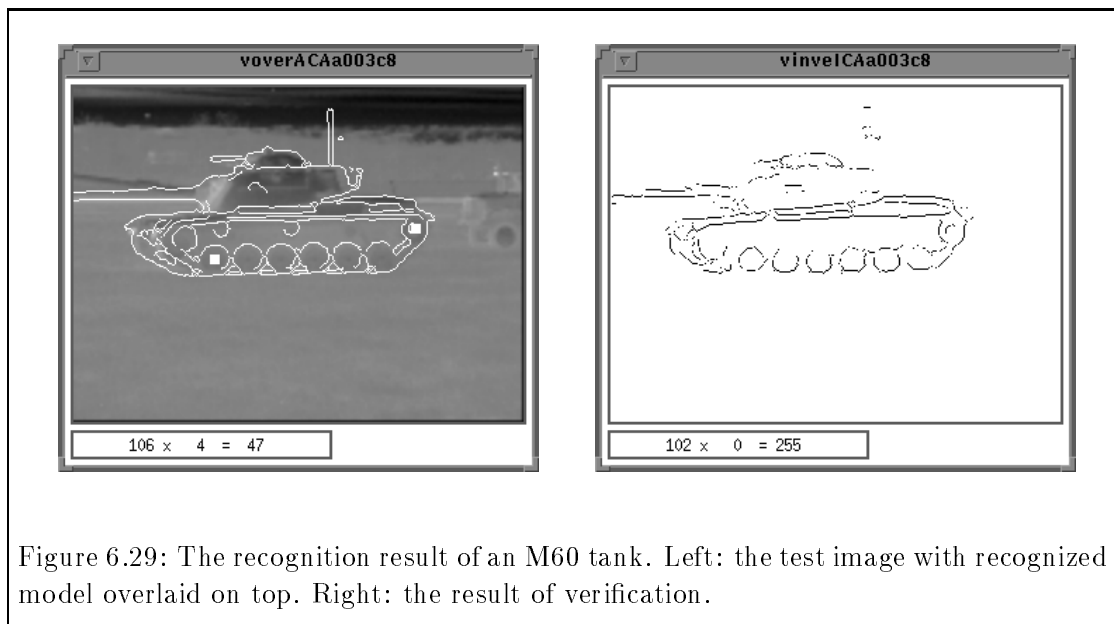 voverACAa003c8
vinveICAa003c8
106 x 4 = 47
102 x 0 = 255
Figure 6.29: The recognition result of an M60 tank. Left: the test image with recognized
model overlaid on top. Right: the result of verification.